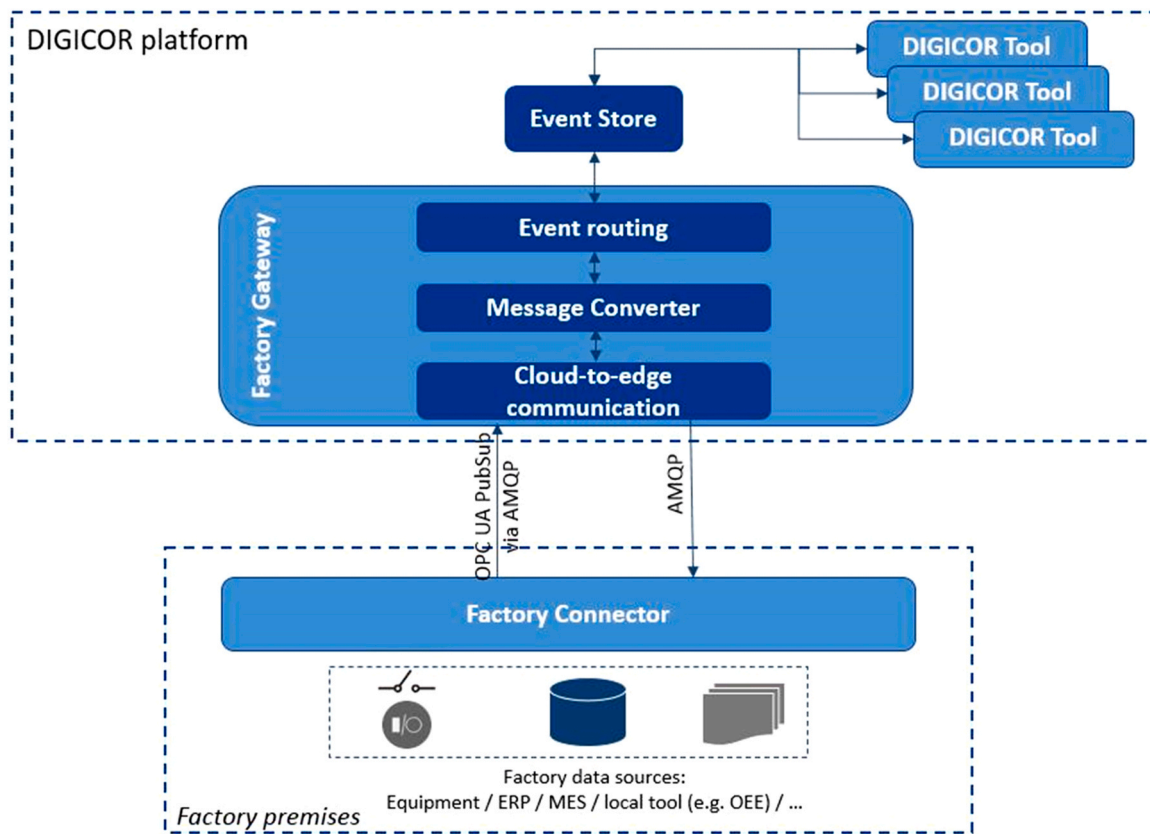 DIGICOR platform
DIGICOR Tool
DIGICOR Tool
DIGICOR Tool
Event Store
Factory Gateway
Event routing
Message Converter
Cloud-to-edge
communication
OPC UA PubSub
via AMQP
AMQP
Factory Connector
Factory data sources:
Equipment / ERP / MES / local tool (e.g. OEE) / ...
Factory premises